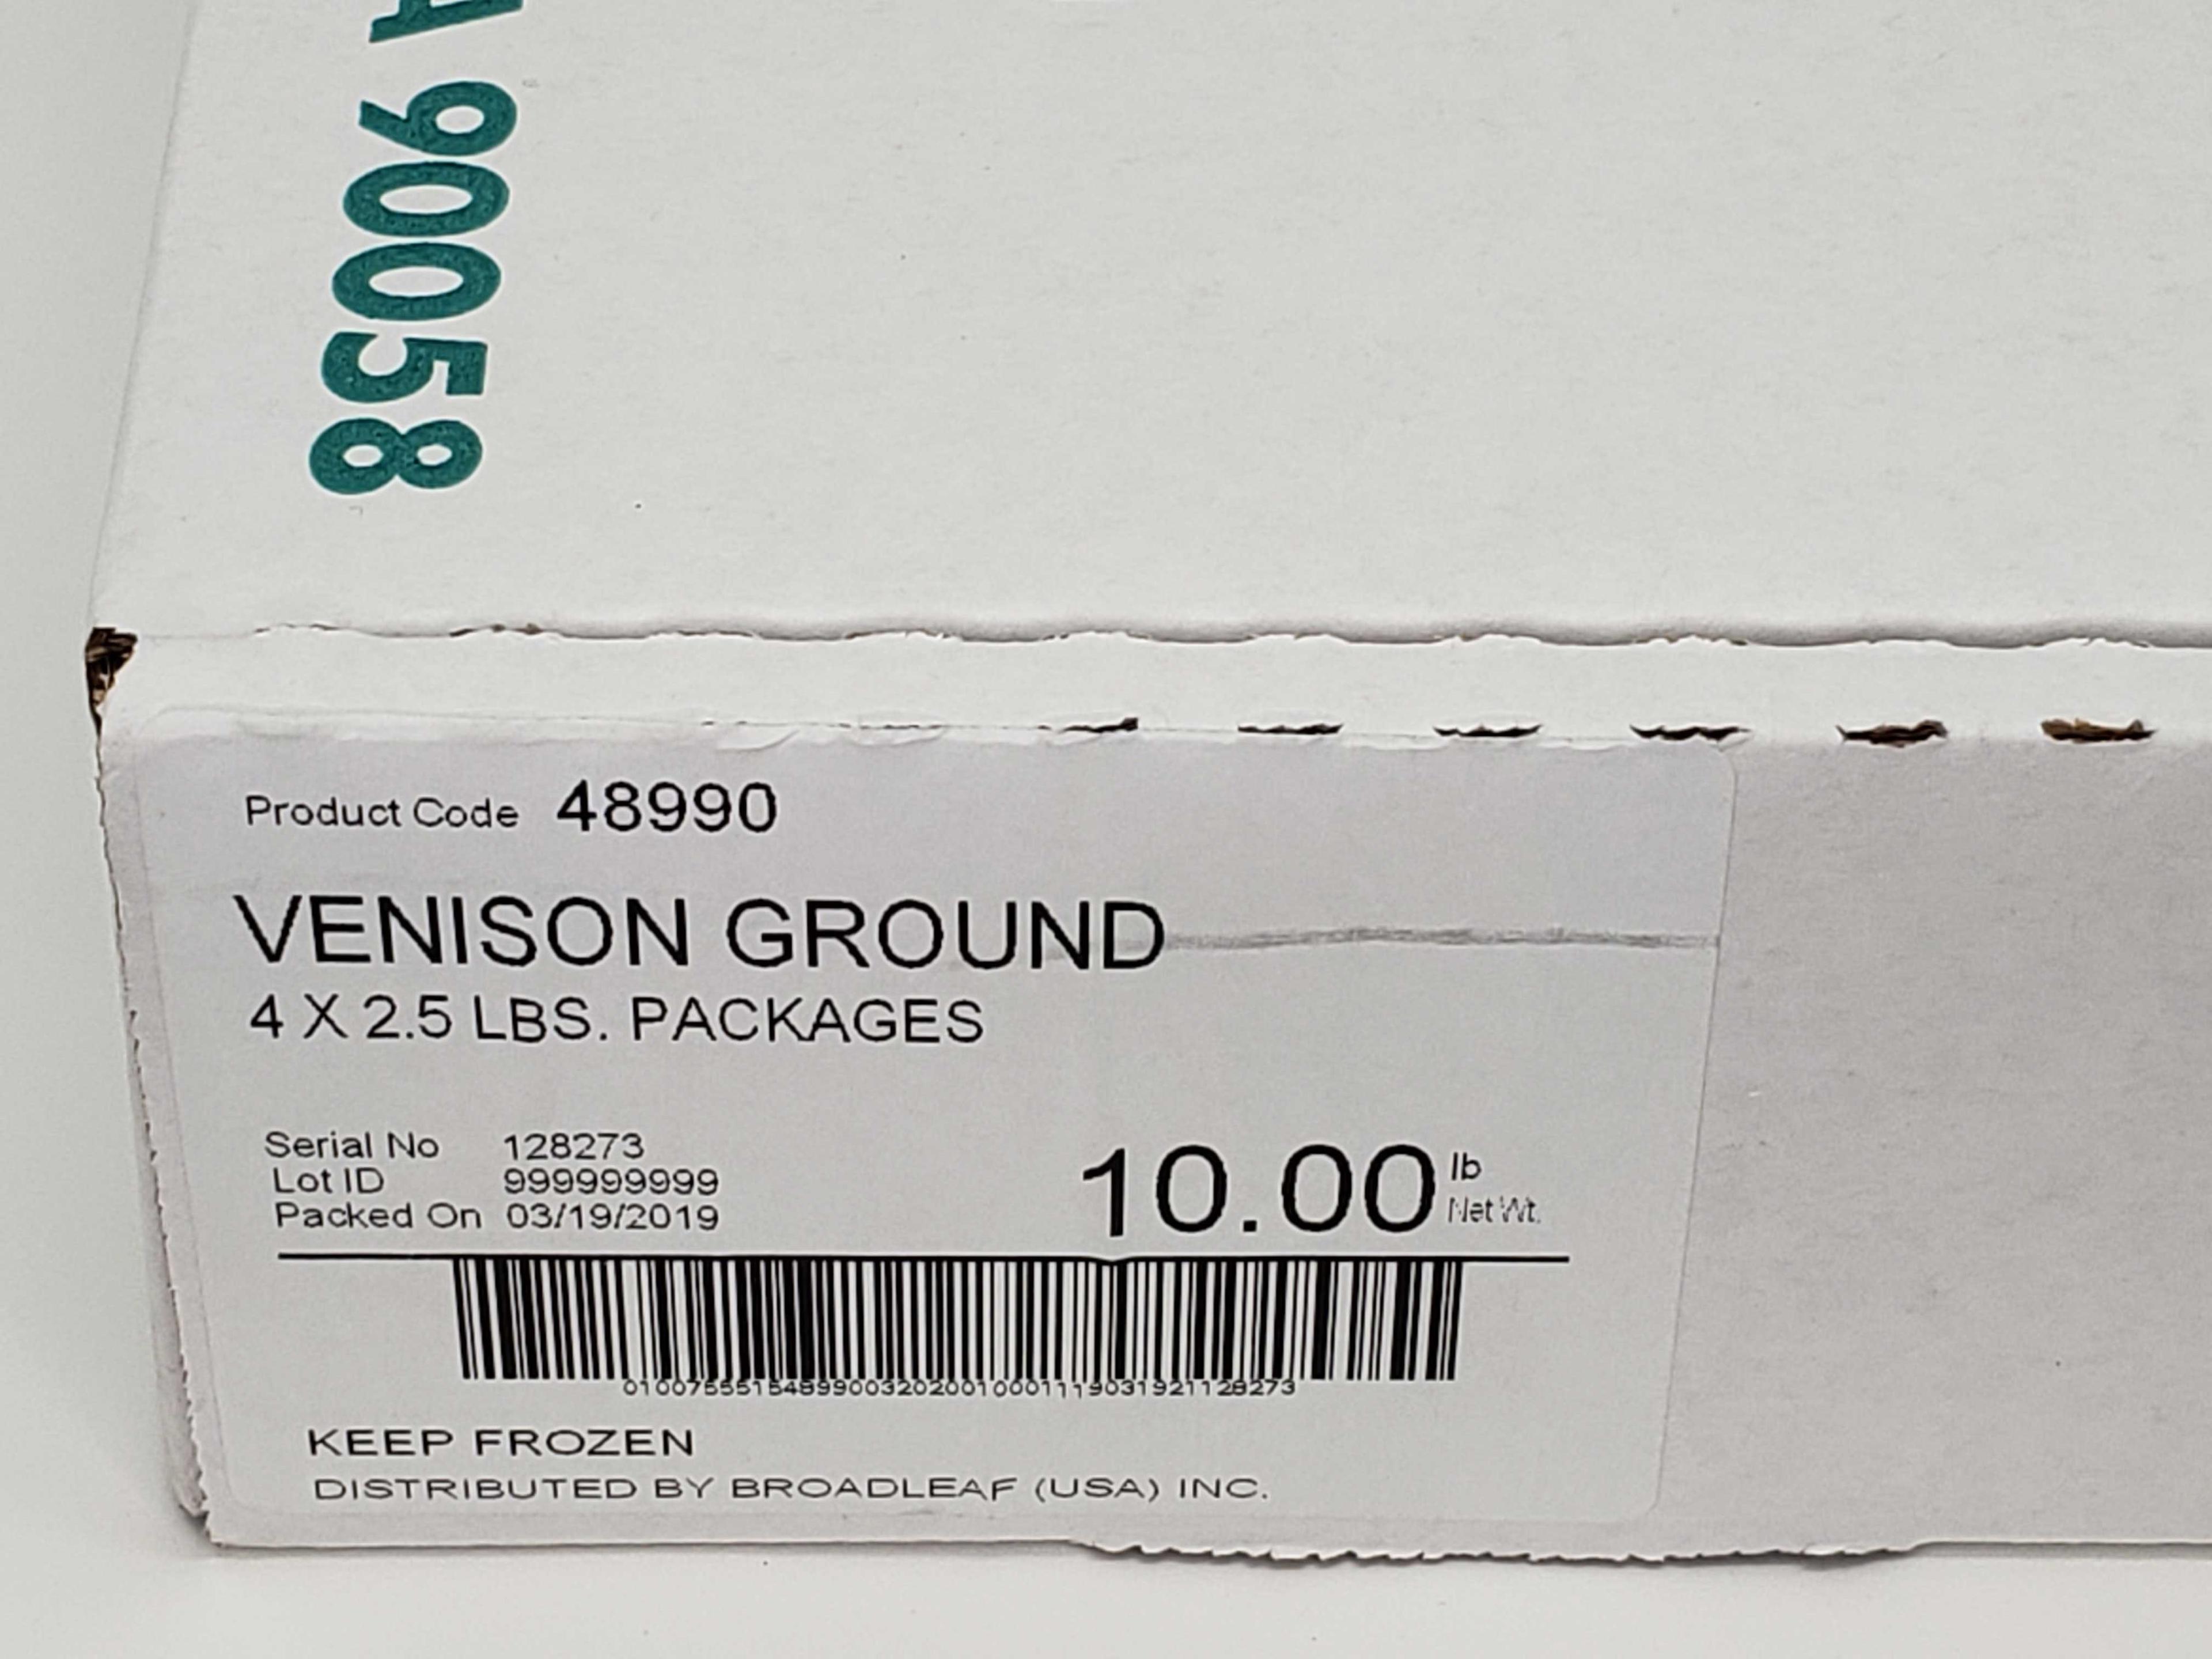 A 90058
Product Code 48990
VENISON GROUND
4 X 2.5 LBS. PACKAGES
Serial No 128273
Lot ID 999999999
Packed On 03/19/2019
10.00 lb
Net Wt.
010075551548990032020010001119031921128273
KEEP FROZEN
DISTRIBUTED BY BROADLEAF (USA) INC.